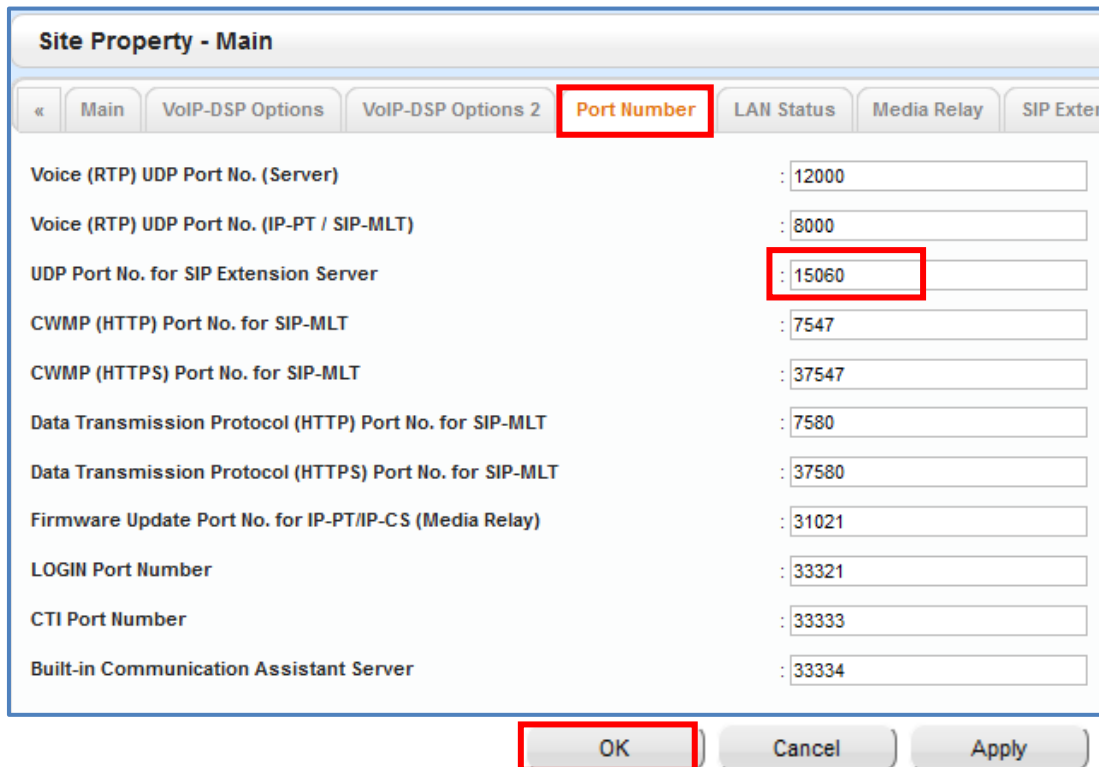 Site Property - Main
« Main VoIP-DSP Options VoIP-DSP Options 2 Port Number LAN Status Media Relay SIP Exter
Voice (RTP) UDP Port No. (Server) : 12000
Voice (RTP) UDP Port No. (IP-PT / SIP-MLT) : 8000
UDP Port No. for SIP Extension Server : 15060
CWMP (HTTP) Port No. for SIP-MLT : 7547
CWMP (HTTPS) Port No. for SIP-MLT : 37547
Data Transmission Protocol (HTTP) Port No. for SIP-MLT : 7580
Data Transmission Protocol (HTTPS) Port No. for SIP-MLT : 37580
Firmware Update Port No. for IP-PT/IP-CS (Media Relay) : 31021
LOGIN Port Number : 33321
CTI Port Number : 33333
Built-in Communication Assistant Server : 33334
OK Cancel Apply